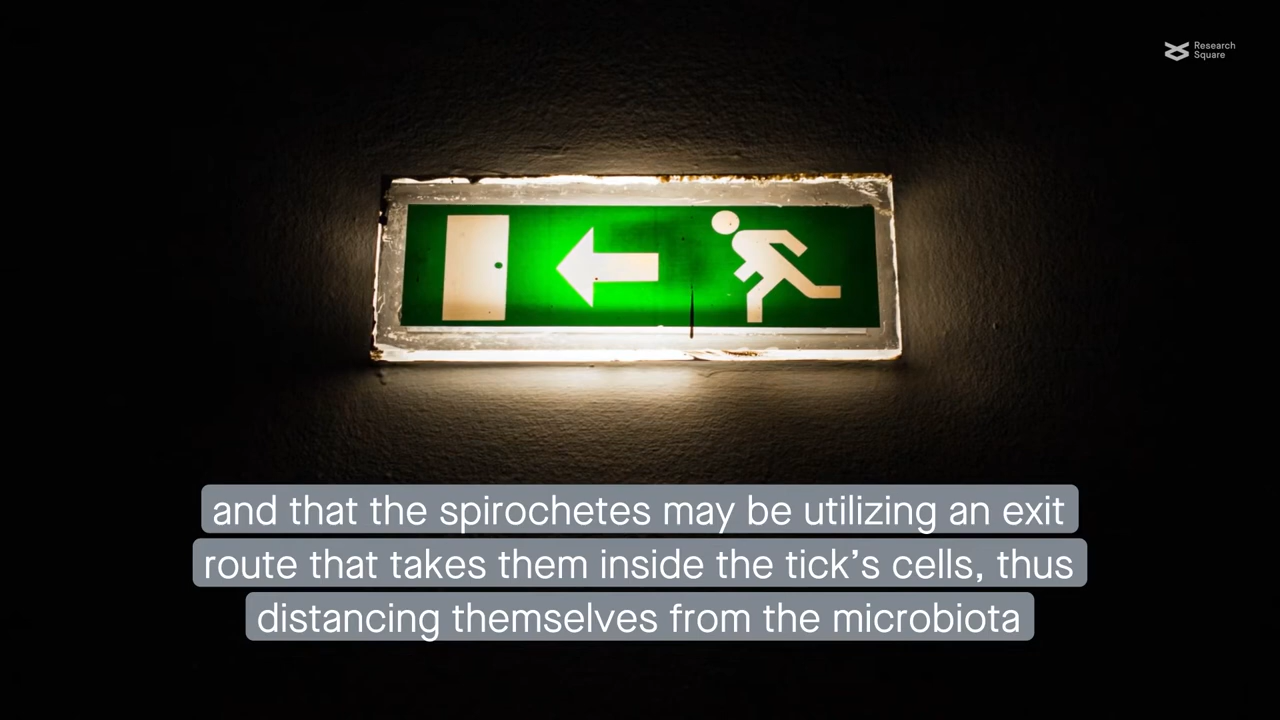 Research
Square
and that the spirochetes may be utilizing an exit
route that takes them inside the tick’s cells, thus
distancing themselves from the microbiota